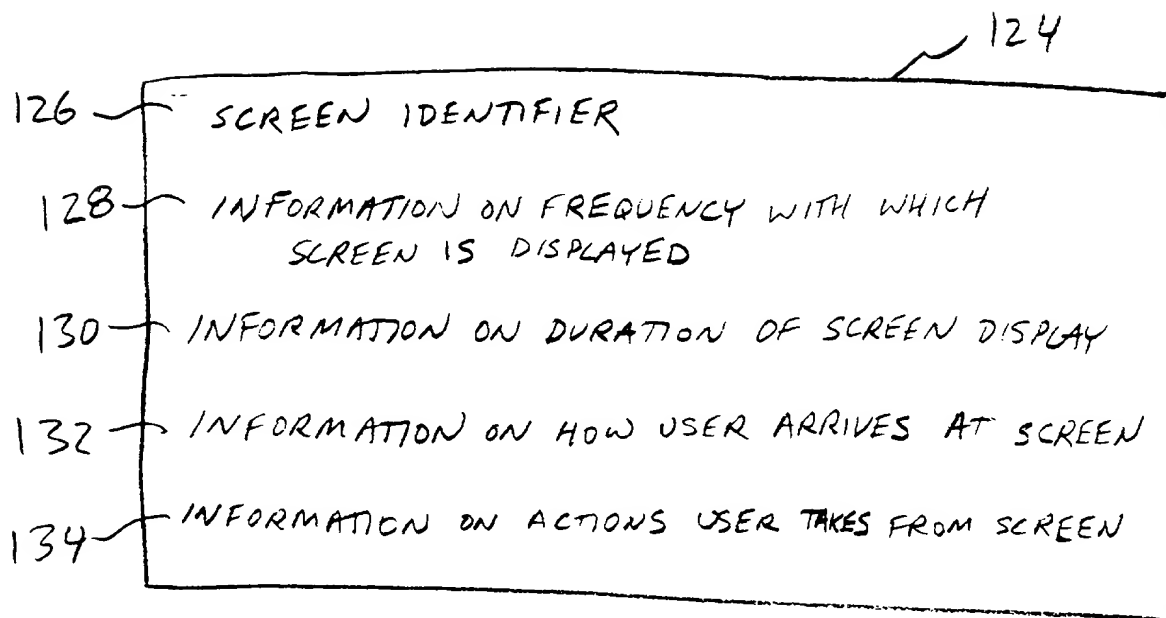 124
126 SCREEN IDENTIFIER
128 INFORMATION ON FREQUENCY WITH WHICH
SCREEN IS DISPLAYED
130 INFORMATION ON DURATION OF SCREEN DISPLAY
132 INFORMATION ON HOW USER ARRIVES AT SCREEN
134 INFORMATION ON ACTIONS USER TAKES FROM SCREEN